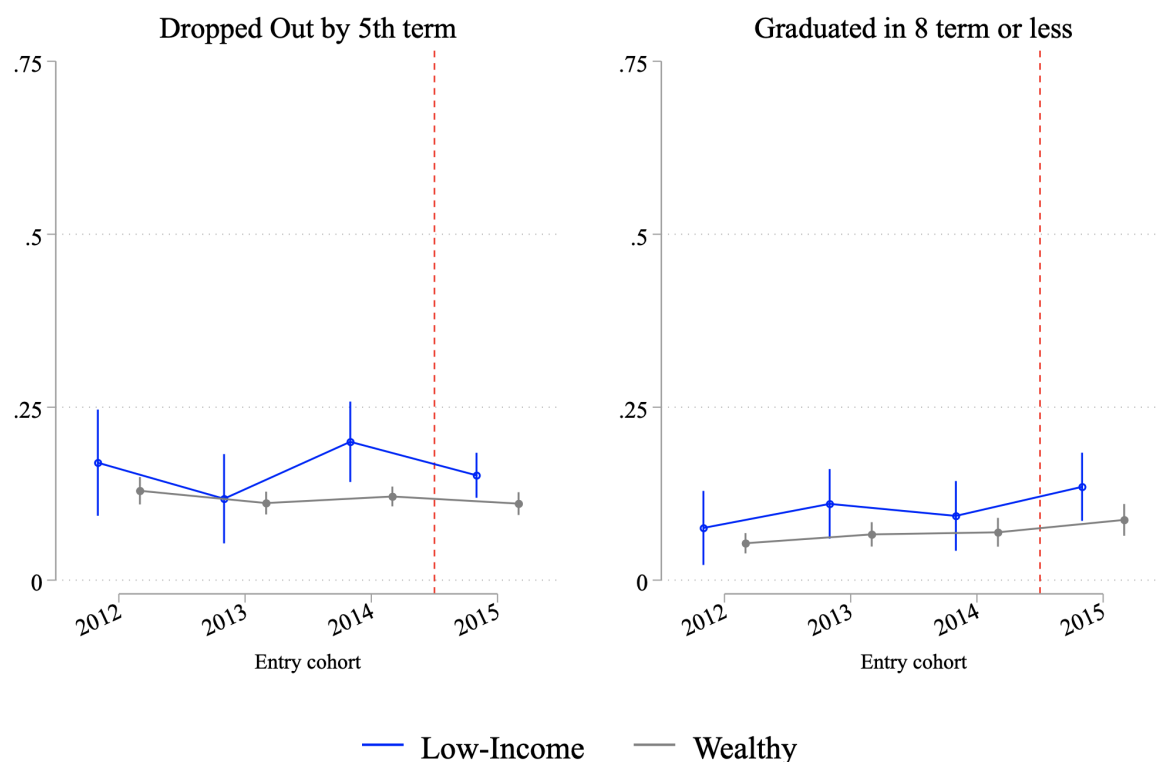 Dropped Out by 5th term
.75
.5
.25
0
2012
2013
2014
2015
Entry cohort
Graduated in 8 term or less
.75
.5
.25
0
2012
2013
2014
2015
Entry cohort
Low-Income
Wealthy